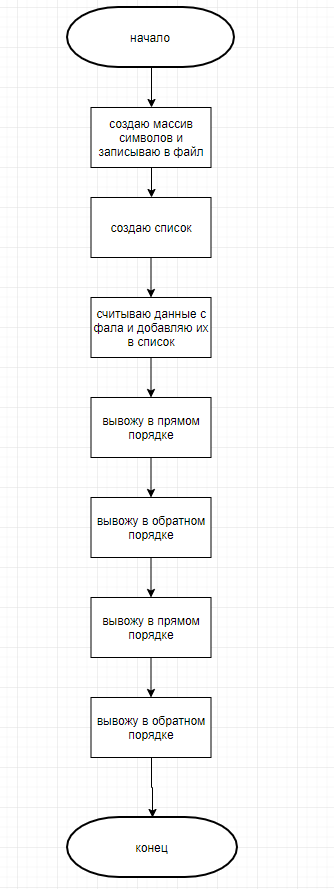 начало
создаю массив
символов и
записываю в файл
создаю список
считываю данные с
фала и добавляю их
в список
вывожу в прямом
порядке
вывожу в обратном
порядке
вывожу в прямом
порядке
вывожу в обратном
порядке
конец